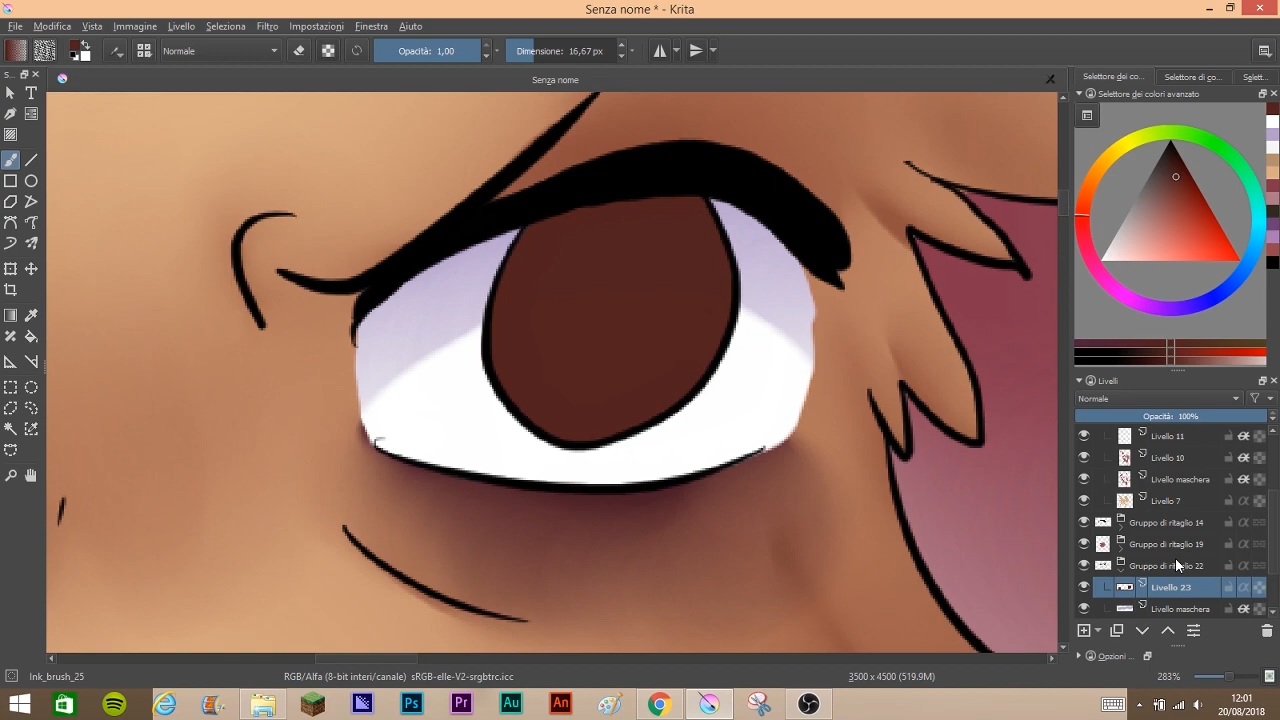 Senza nome * - Krita
File Modifica Vista Immagine Livello Seleziona Filtro Impostazioni Finestra Aiuto
Normale Opacità: 1,00 Dimensione: 16,67 px
S... Senza nome Selettore dei co... Selettore di co... Selett...
Selettore dei colori avanzato
Livelli
Normale
Opacità: 100%
Livello 11
Livello 10
Livello maschera
Livello 7
Gruppo di ritaglio 14
Gruppo di ritaglio 19
Gruppo di ritaglio 22
Livello 23
Livello maschera
Opzioni ...
Ink_brush_25 RGB/Alfa (8-bit interi/canale) sRGB-elle-V2-srgbtrc.icc 3500 x 4500 (519.9M) 283%
Ps Pr Au An
12:01
20/08/2018